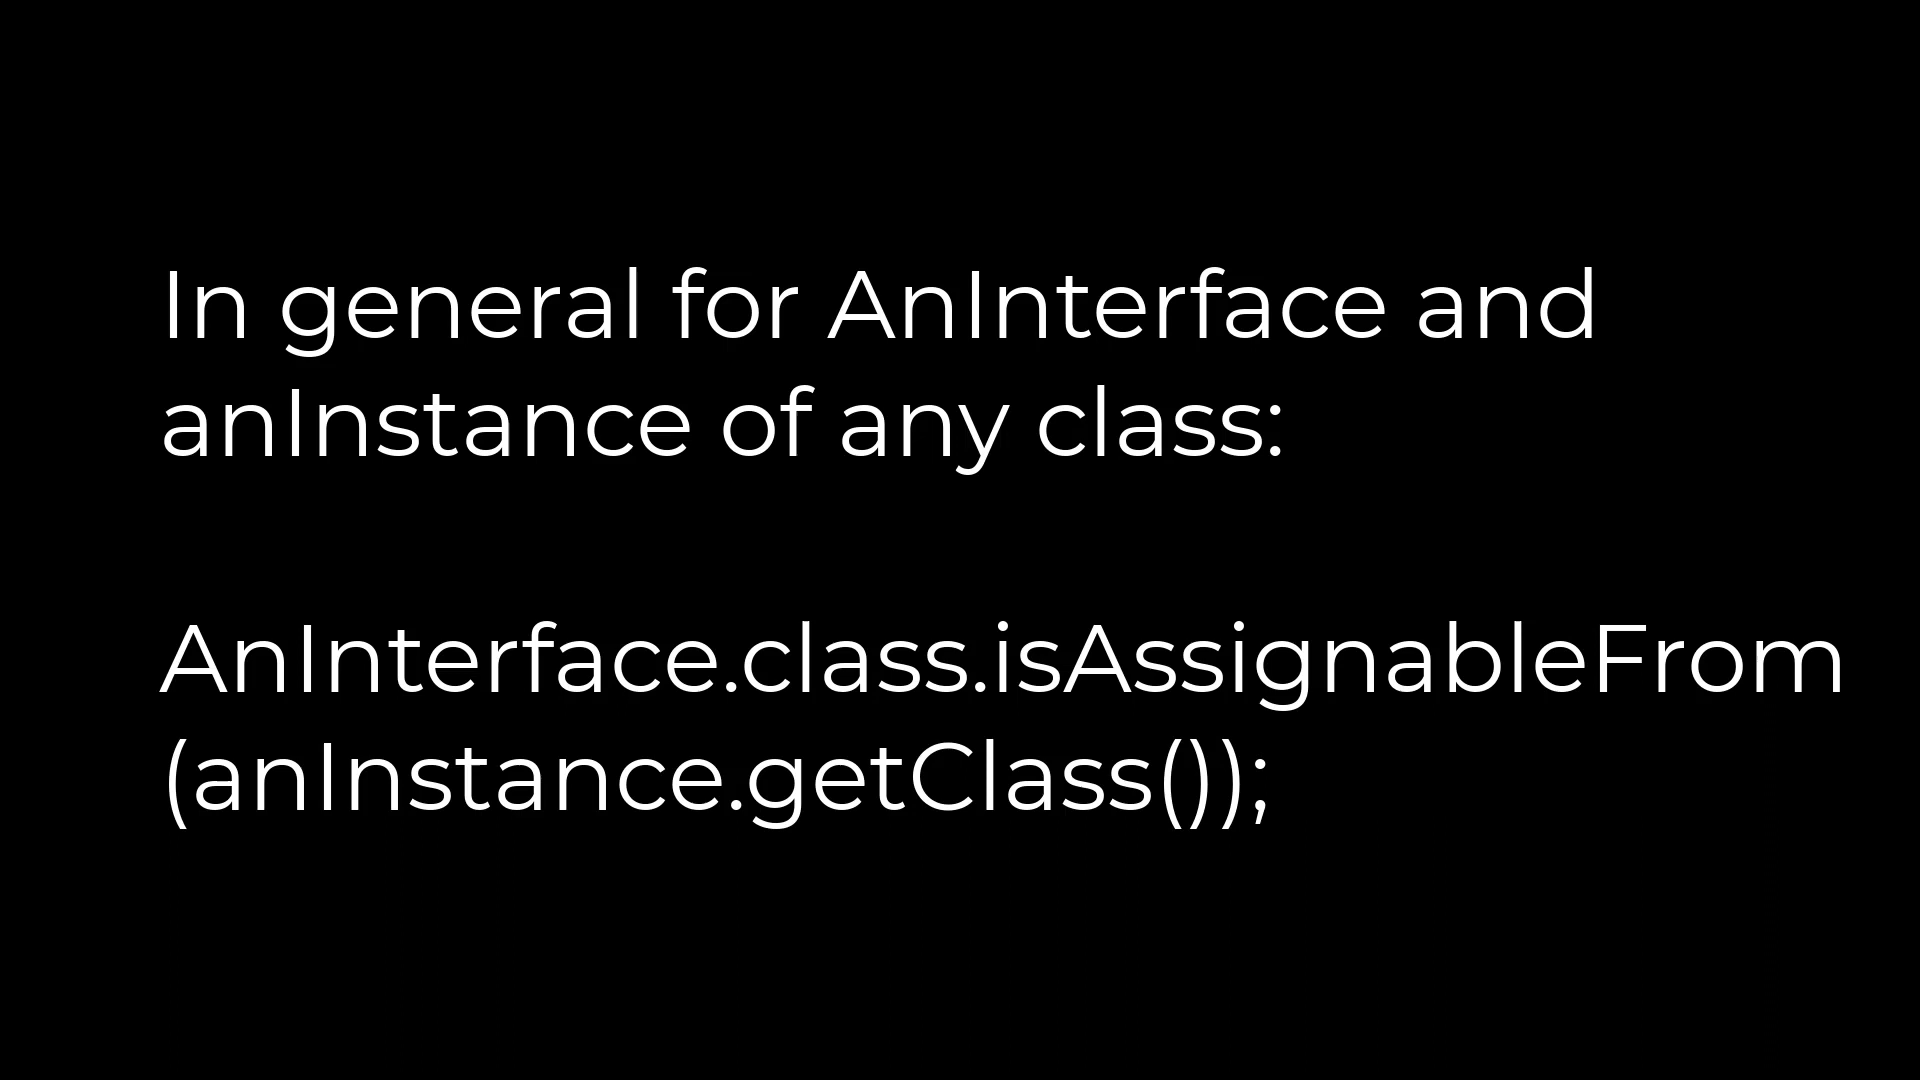 In general for AnInterface and
anInstance of any class:
AnInterface.class.isAssignableFrom
(anInstance.getClass());